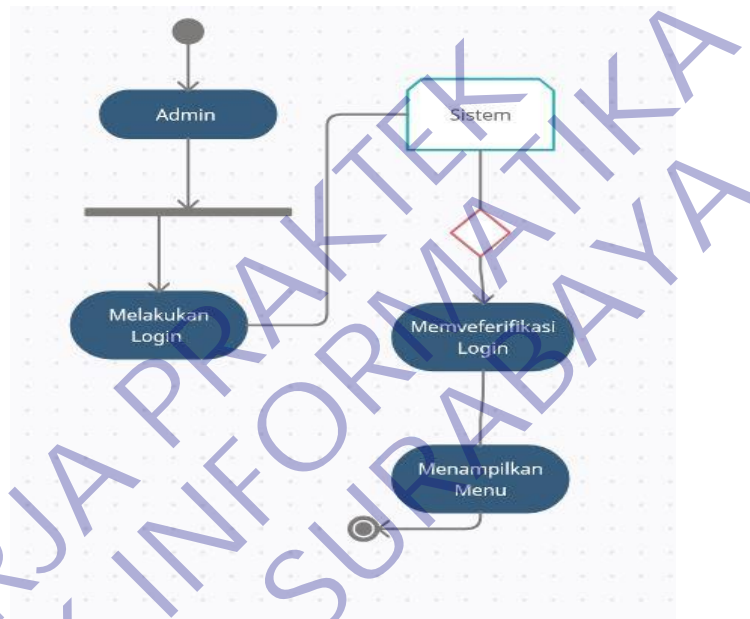 Admin
Sistem
Melakukan
Login
Memveferifikasi
Login
Menampilkan
Menu
KERJA PRAKTEK
INFORMATIKA
SURABAYA